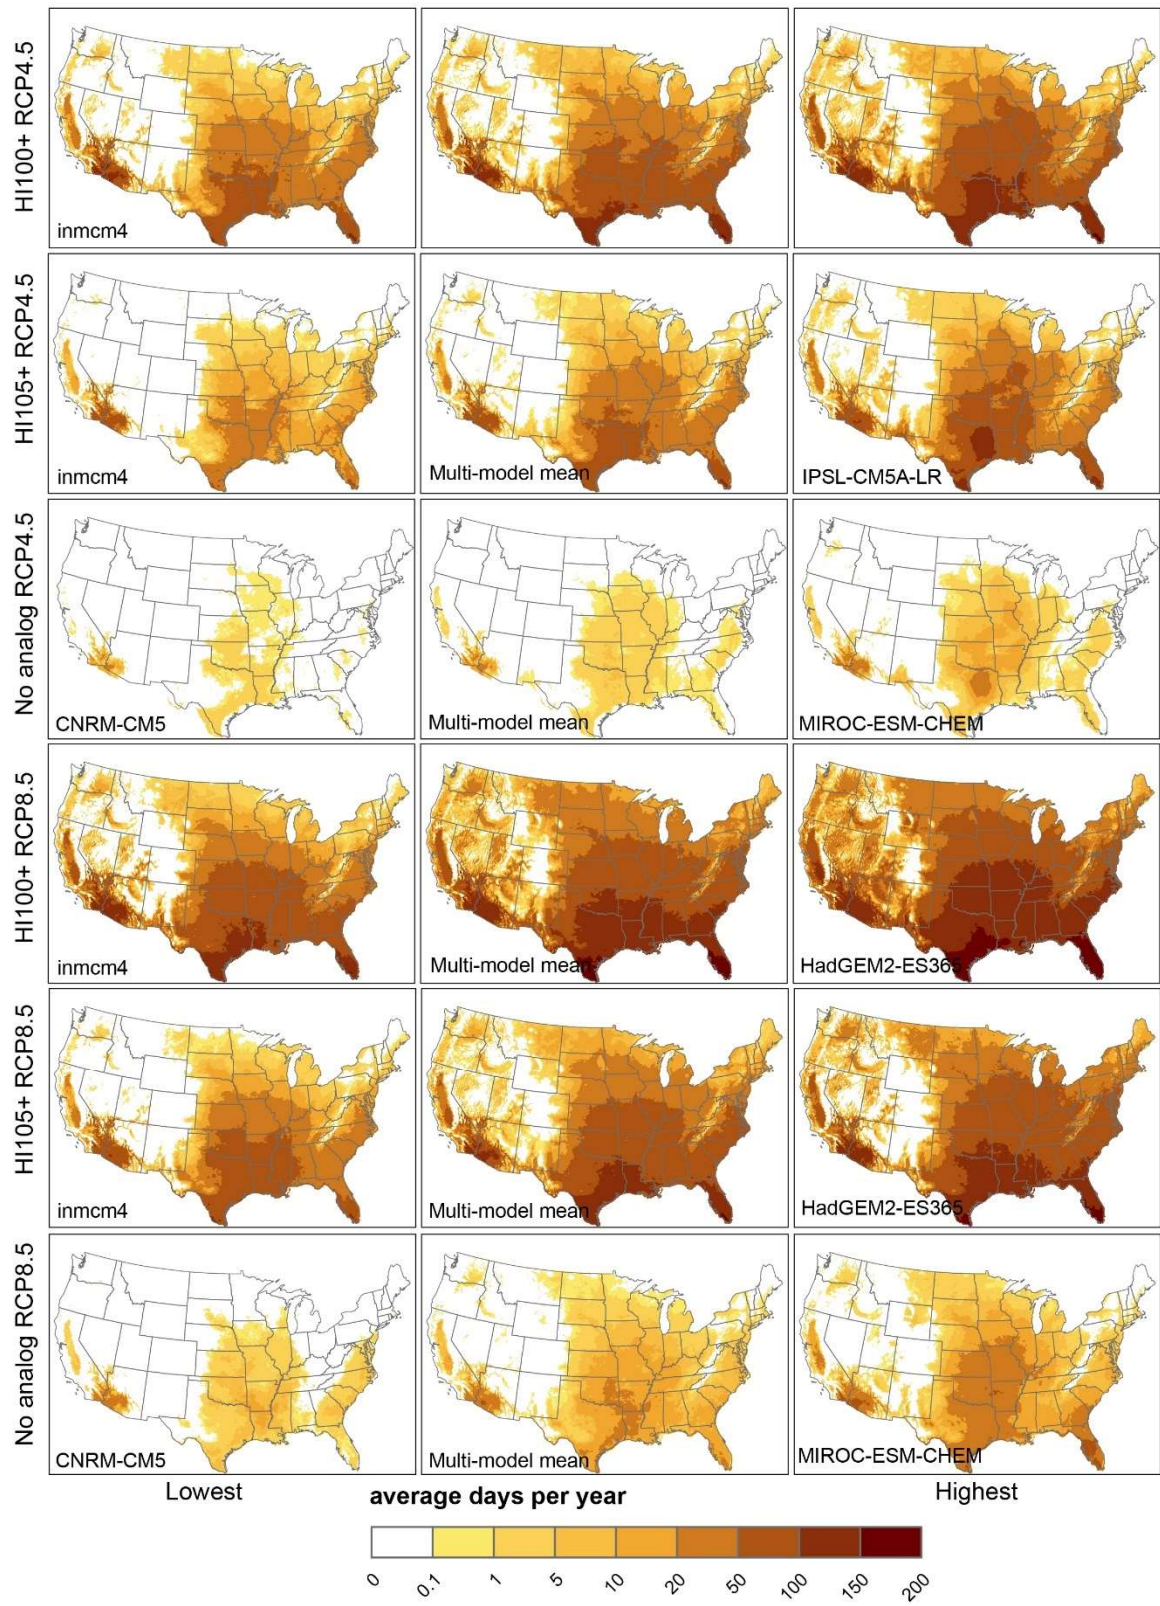 HI100+ RCP4.5
inmcm4
HI105+ RCP4.5
inmcm4
Multi-model mean
IPSL-CM5A-LR
No analog RCP4.5
CNRM-CM5
Multi-model mean
MIROC-ESM-CHEM
HI100+ RCP8.5
inmcm4
Multi-model mean
HadGEM2-ES365
HI105+ RCP8.5
inmcm4
Multi-model mean
HadGEM2-ES365
No analog RCP8.5
CNRM-CM5
Multi-model mean
MIROC-ESM-CHEM
Lowest
average days per year
Highest
0 0.1 1 5 10 20 50 100 150 200